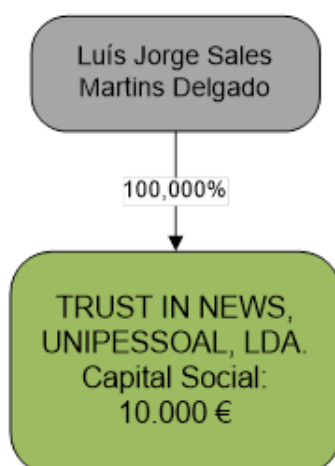 Luís Jorge Sales
Martins Delgado
100,000%
TRUST IN NEWS,
UNIPESSOAL, LDA.
Capital Social:
10.000 €